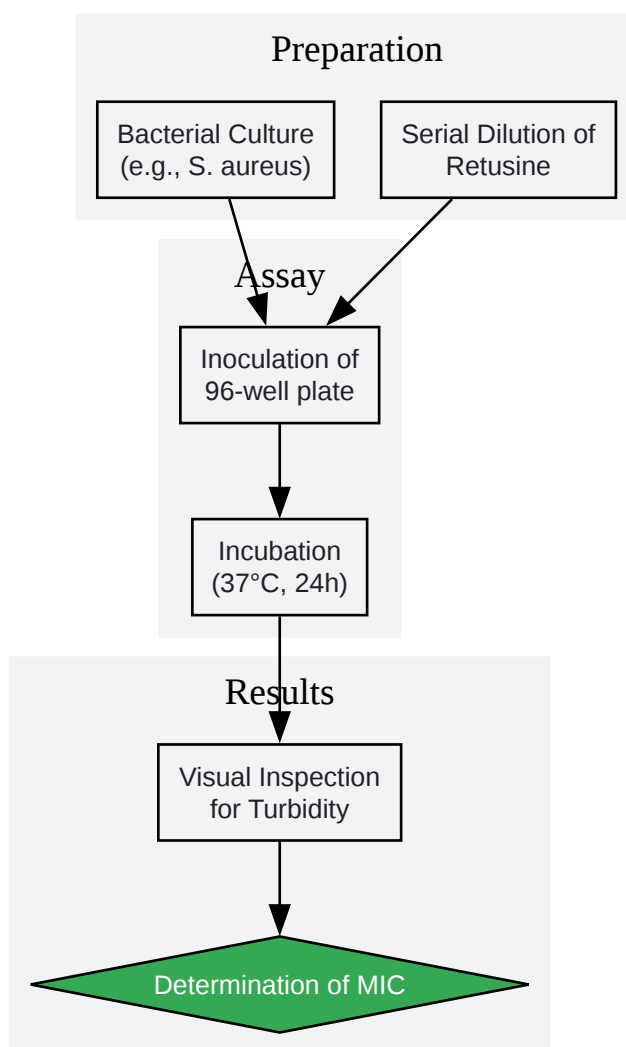 Preparation
Bacterial Culture
(e.g., S. aureus)
Serial Dilution of
Retusine
Assay
Inoculation of
96-well plate
Incubation
(37°C, 24h)
Results
Visual Inspection
for Turbidity
Determination of MIC